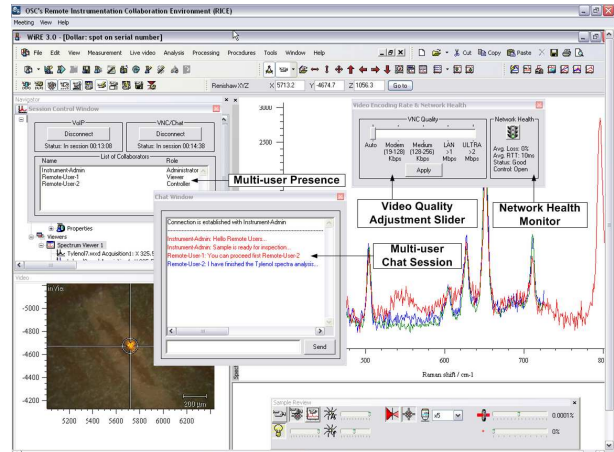 OSC's Remote Instrumentation Collaboration Environment (RICE)
Meeting View Help
WiRE 3.0 - [Dollar: spot on serial number]
File Edit View Measurement Live video Analysis Processing Procedures Tools Window Help
Cut Copy Paste
Renishaw XYZ X 5713.2 Y -4674.7 Z 1056.3 Go to
Navigator
Session Control Window
VoIP
Disconnect
Status: In session 00:13:08
VNC/Chat
Disconnect
Status: In session 00:14:38
List of Collaborators
Name Role
Instrument-Admin Administrator
Remote-User-1 Viewer
Remote-User-2 Controller
Multi-user Presence
Properties
Viewers
Spectrum Viewer 1
Tylenol7.wxd Acquisition1: X 325.5
Video
3000
2300
Video Encoding Rate & Network Health
VNC Quality
Auto Modem Medium LAN ULTRA
(19-128) (128-256) >1 >2
Kbps Kbps Mbps Mbps
Apply
Network Health
Avg. Loss: 6%
Avg. RTT: 10ms
Status: Good
Control: Open
Video Quality
Adjustment Slider
Network Health
Monitor
Chat Window
Connection is established with Instrument-Admin
Instrument-Admin: Hello Remote Users...
Instrument-Admin: Sample is ready for inspection...
Remote-User-1: You can proceed first Remote-User-2
Remote-User-2: I have finished the Tylenol spectra analysis...
Send
Multi-user
Chat Session
inVia
-5000
-4800
-4600
-4400
-4200
200 µm
5200 5400 5600 5800 6000 6200
500 600 700 80
Raman shift / cm-1
Sample Review
x5
0.0001%
0%